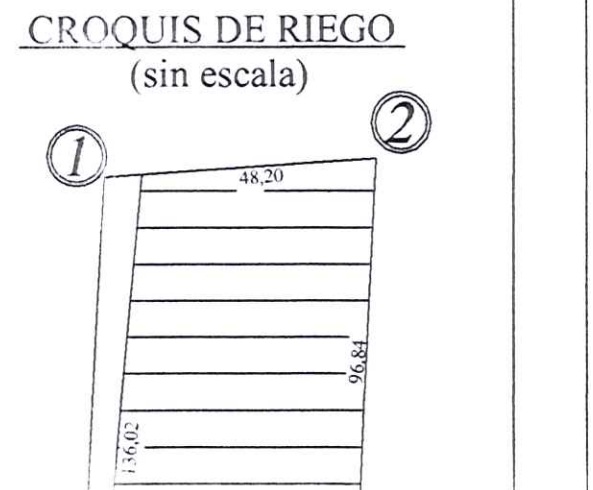 CROQUIS DE RIEGO
(sin escala)
1
2
48,20
96,84
136,02